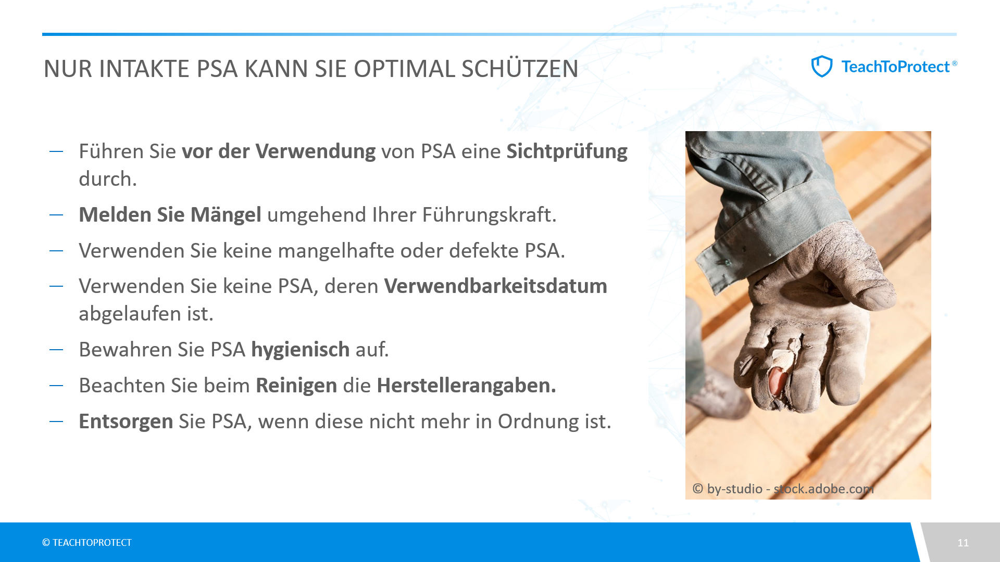 NUR INTAKTE PSA KANN SIE OPTIMAL SCHÜTZEN
TeachToProtect®
Führen Sie vor der Verwendung von PSA eine Sichtprüfung
durch.
Melden Sie Mängel umgehend Ihrer Führungskraft.
Verwenden Sie keine mangelhafte oder defekte PSA.
Verwenden Sie keine PSA, deren Verwendbarkeitsdatum
abgelaufen ist.
Bewahren Sie PSA hygienisch auf.
Beachten Sie beim Reinigen die Herstellerangaben.
Entsorgen Sie PSA, wenn diese nicht mehr in Ordnung ist.
© by-studio - stock.adobe.com
© TEACHTOPROTECT
11